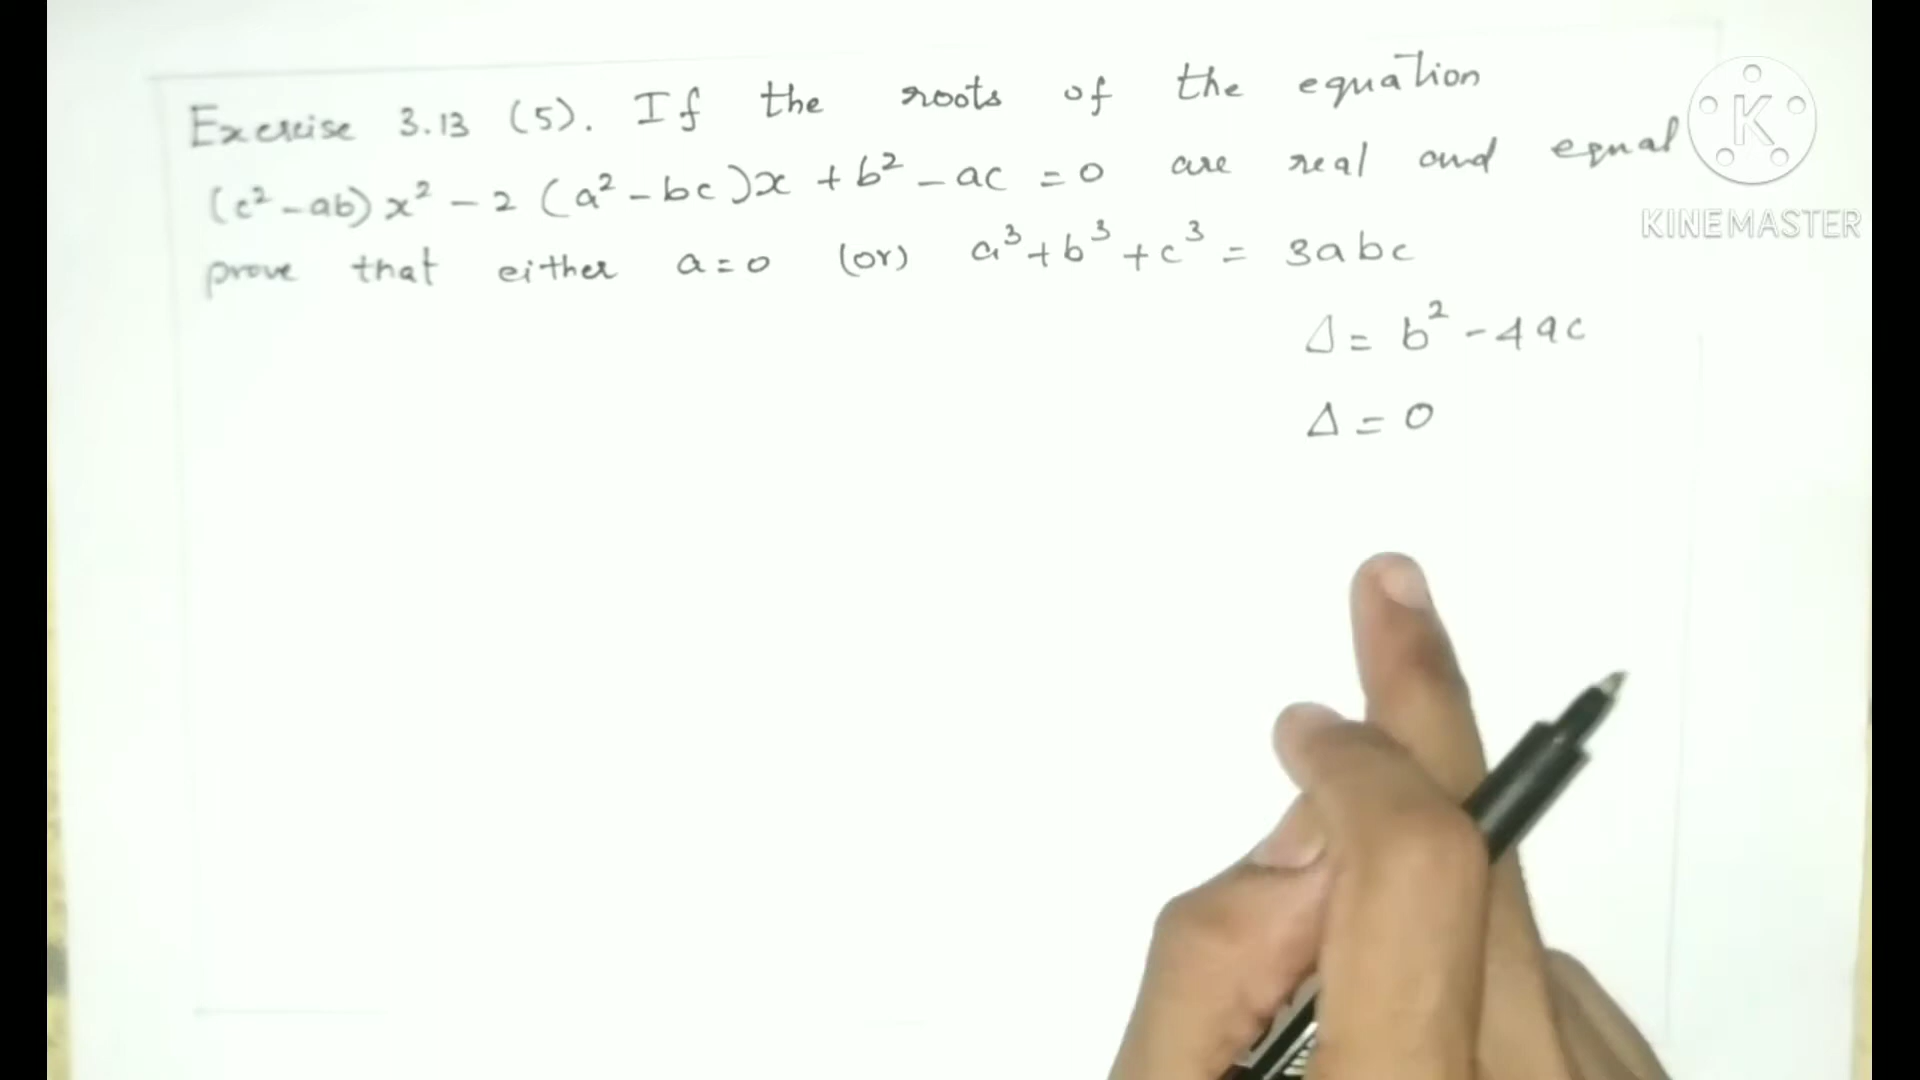 Exercise 3.13 (5). If the roots of the equation
(c² - ab) x² - 2 (a² - bc)x + b² - ac = 0 are real and equal
prove that either a = 0 (or) a³ + b³ + c³ = 3abc
Δ = b² - 4ac
Δ = 0
K
KINEMASTER